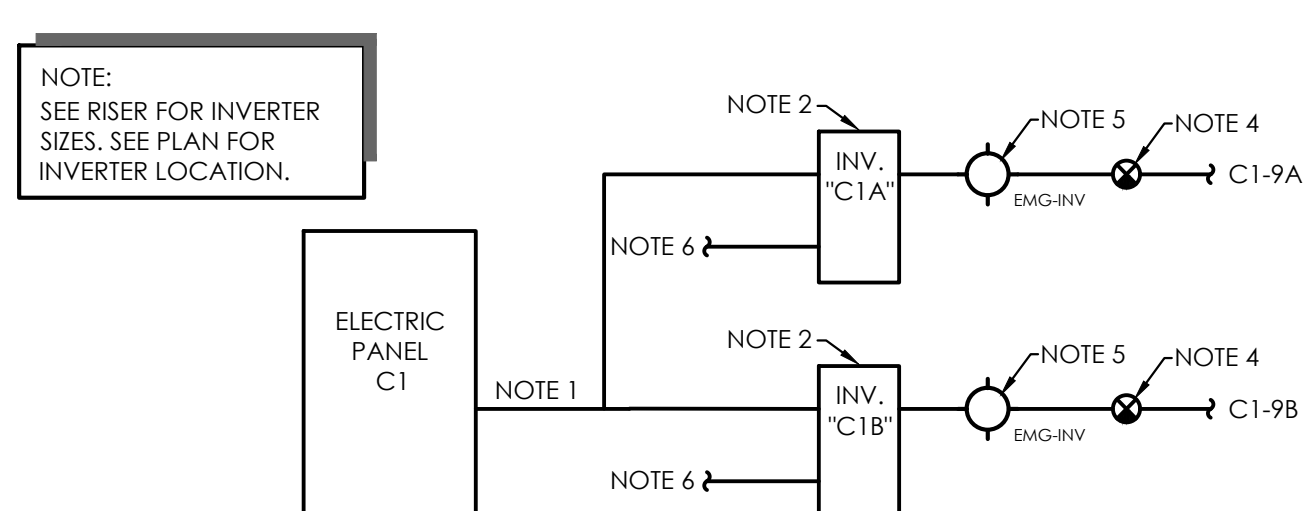 NOTE:
SEE RISER FOR INVERTER
SIZES. SEE PLAN FOR
INVERTER LOCATION.
NOTE 2
INV.
"C1A"
NOTE 5
NOTE 4
EMG-INV
C1-9A
NOTE 6
ELECTRIC
PANEL
C1
NOTE 1
NOTE 2
INV.
"C1B"
NOTE 5
NOTE 4
EMG-INV
C1-9B
NOTE 6